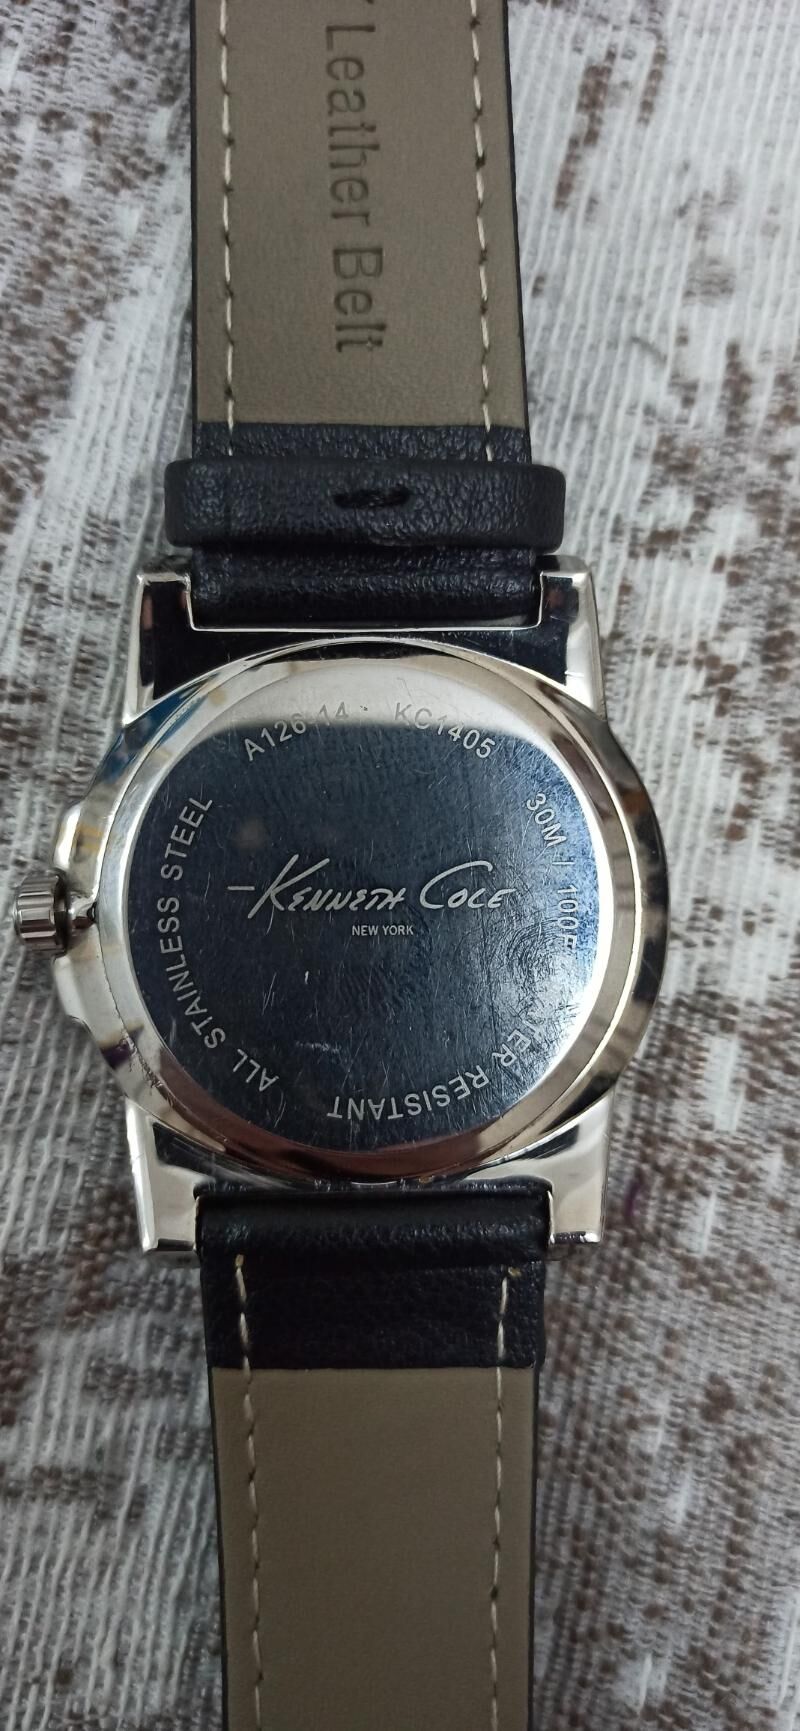 Leather Belt
A126-14 KC1405
30M / 100F WATER RESISTANT
ALL STAINLESS STEEL
KENNETH COLE
NEW YORK